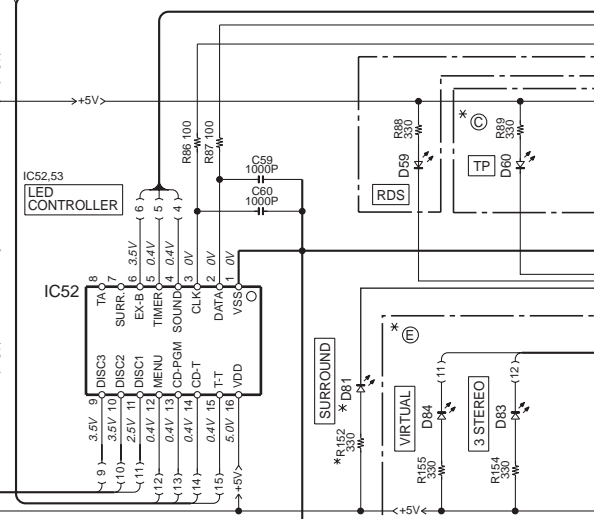 +5V
R86 100
R87 100
C59
1000P
C60
1000P
R88
330
D59
RDS
* C
R89
330
TP
D60
IC52,53
LED
CONTROLLER
6 5 4
3.5V 0.4V 0.4V 0V 0V 0V
8 7 6 5 4 3 2 1
IC52
TA SURR. EX-B TIMER SOUND CLK DATA VSS
DISC3 DISC2 DISC1 MENU CD-PGM CD-T T-T VDD
9 10 11 12 13 14 15 16
3.5V 3.5V 2.5V 0.4V 0.4V 0.4V 0.4V 5.0V
9 10 11 12 13 14 15
+5V
SURROUND
* D81
*R152
330
* E
VIRTUAL
11
D84
R155
330
3 STEREO
12
D83
R154
330
+5V